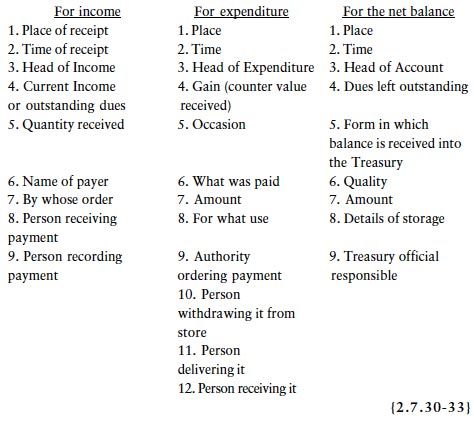 For income For expenditure For the net balance
1. Place of receipt 1. Place 1. Place
2. Time of receipt 2. Time 2. Time
3. Head of Income 3. Head of Expenditure 3. Head of Account
4. Current Income 4. Gain (counter value 4. Dues left outstanding
or outstanding dues received)
5. Quantity received 5. Occasion 5. Form in which
balance is received into
the Treasury
6. Name of payer 6. What was paid 6. Quality
7. By whose order 7. Amount 7. Amount
8. Person receiving 8. For what use 8. Details of storage
payment
9. Person recording 9. Authority 9. Treasury official
payment ordering payment responsible
10. Person
withdrawing it from
store
11. Person
delivering it
12. Person receiving it
{2.7.30-33}